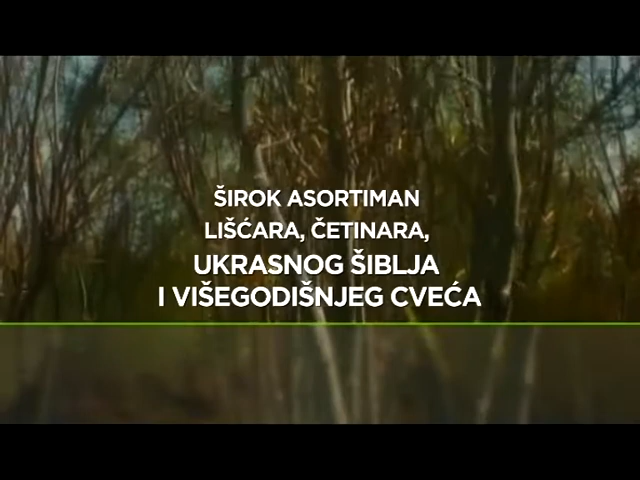 ŠIROK ASORTIMAN
LIŠĆARA, ČETINARA,
UKRASNOG ŠIBLJA
I VIŠEGODIŠNJEG CVEĆA